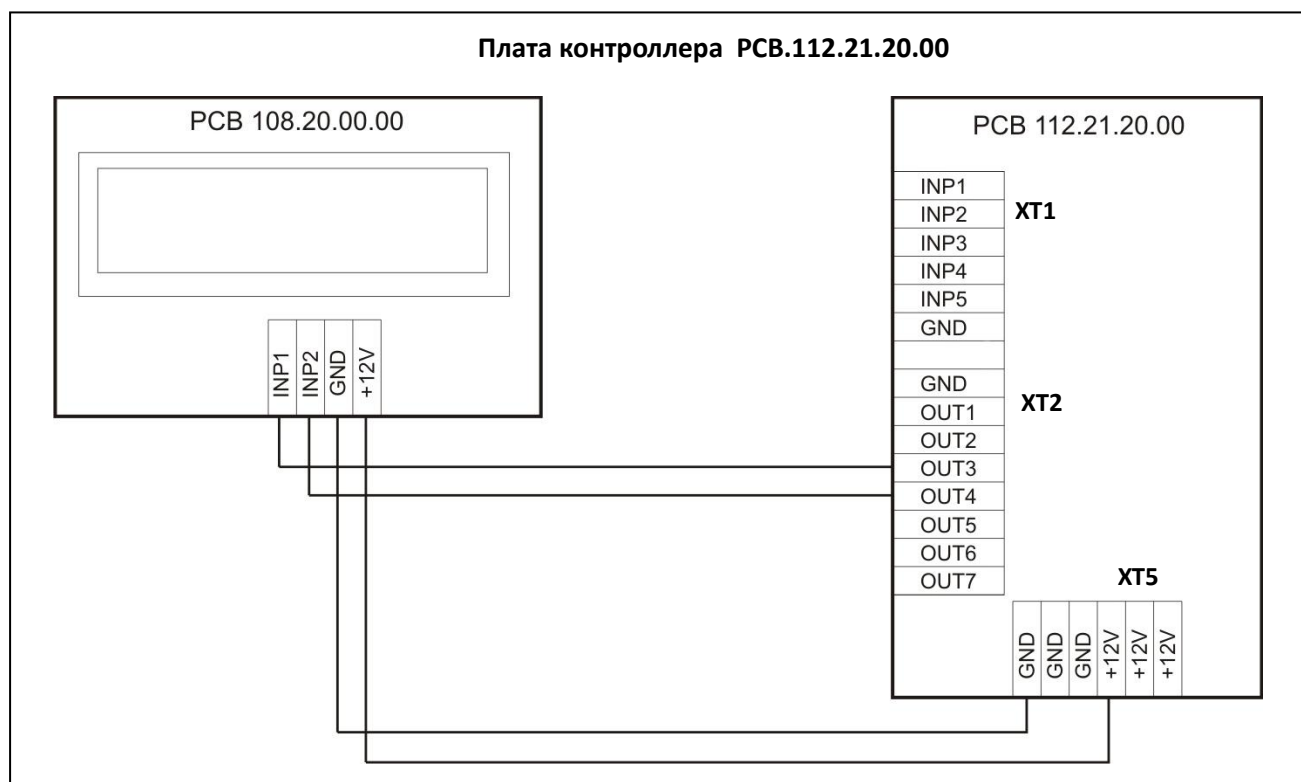 Плата контроллера  PCB.112.21.20.00
PCB 108.20.00.00
INP1
INP2
GND
+12V
PCB 112.21.20.00
INP1
INP2
INP3
INP4
INP5
GND
XT1
GND
OUT1
OUT2
OUT3
OUT4
OUT5
OUT6
OUT7
XT2
XT5
GND
GND
GND
+12V
+12V
+12V